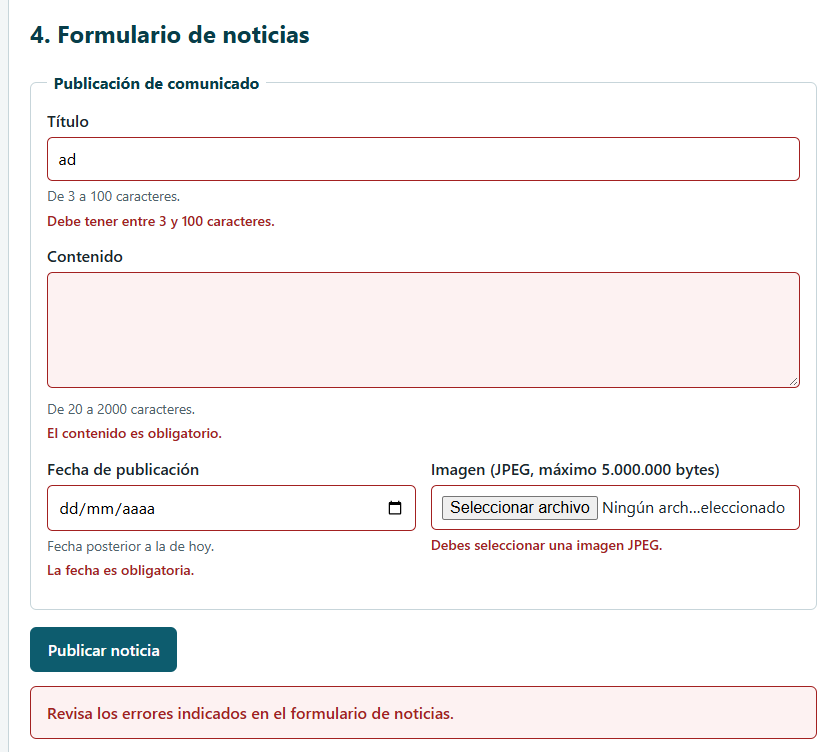 4. Formulario de noticias
Publicación de comunicado
Título
ad
De 3 a 100 caracteres.
Debe tener entre 3 y 100 caracteres.
Contenido
De 20 a 2000 caracteres.
El contenido es obligatorio.
Fecha de publicación
dd/mm/aaaa
Fecha posterior a la de hoy.
La fecha es obligatoria.
Imagen (JPEG, máximo 5.000.000 bytes)
Seleccionar archivo Ningún arch...eleccionado
Debes seleccionar una imagen JPEG.
Publicar noticia
Revisa los errores indicados en el formulario de noticias.